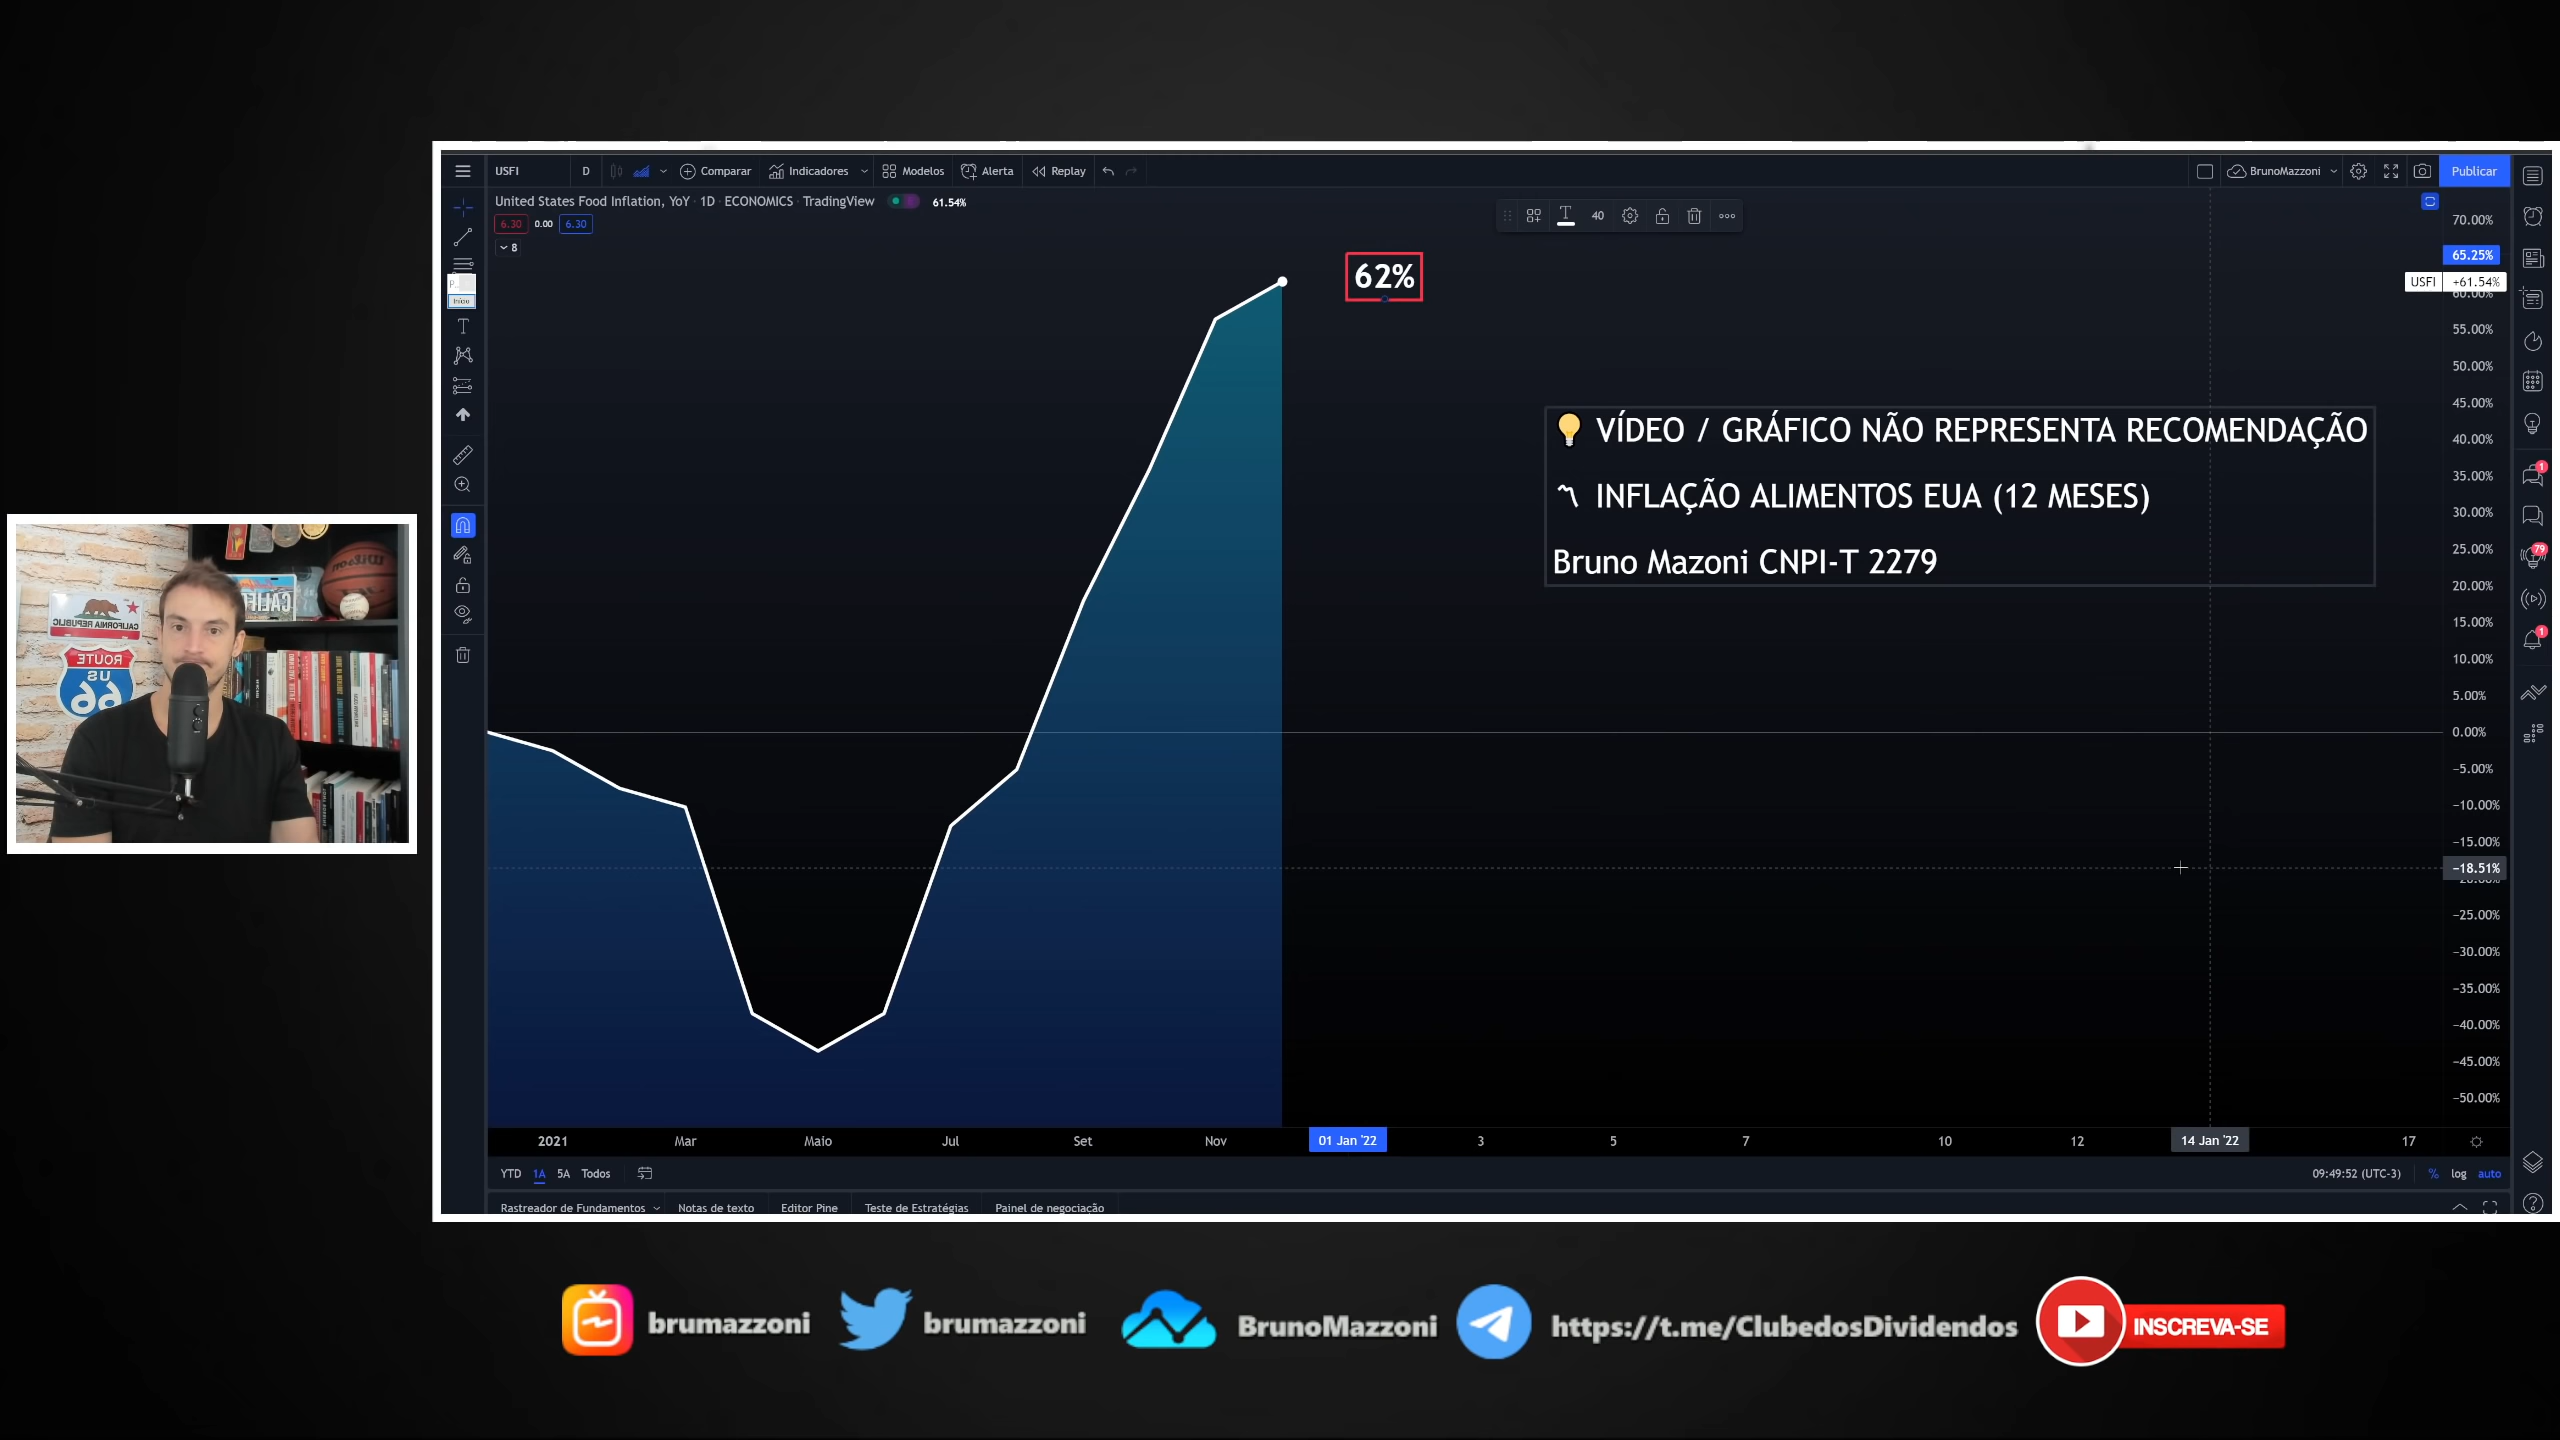 USFI D Comparar Indicadores Modelos Alerta Replay BrunoMazzoni Publicar
United States Food Inflation, YoY · 1D · ECONOMICS · TradingView 61.54%
6.30 0.00 6.30
8
40
62%
💡 VÍDEO / GRÁFICO NÃO REPRESENTA RECOMENDAÇÃO
INFLAÇÃO ALIMENTOS EUA (12 MESES)
Bruno Mazoni CNPI-T 2279
70.00%
65.25%
USFI +61.54%
60.00%
55.00%
50.00%
45.00%
40.00%
35.00%
30.00%
25.00%
20.00%
15.00%
10.00%
5.00%
0.00%
−5.00%
−10.00%
−15.00%
−18.51%
−25.00%
−30.00%
−35.00%
−40.00%
−45.00%
−50.00%
1
79
1
Iniau
CALIFORNIA REPUBLIC
ROUTE
US
66
Wilson
2021 Mar Maio Jul Set Nov 01 Jan '22 3 5 7 10 12 14 Jan '22 17
YTD 1A 5A Todos 09:49:52 (UTC-3) % log auto
Rastreador de Fundamentos Notas de texto Editor Pine Teste de Estratégias Painel de negociação
brumazzoni brumazzoni BrunoMazzoni https://t.me/ClubedosDividendos INSCREVA-SE